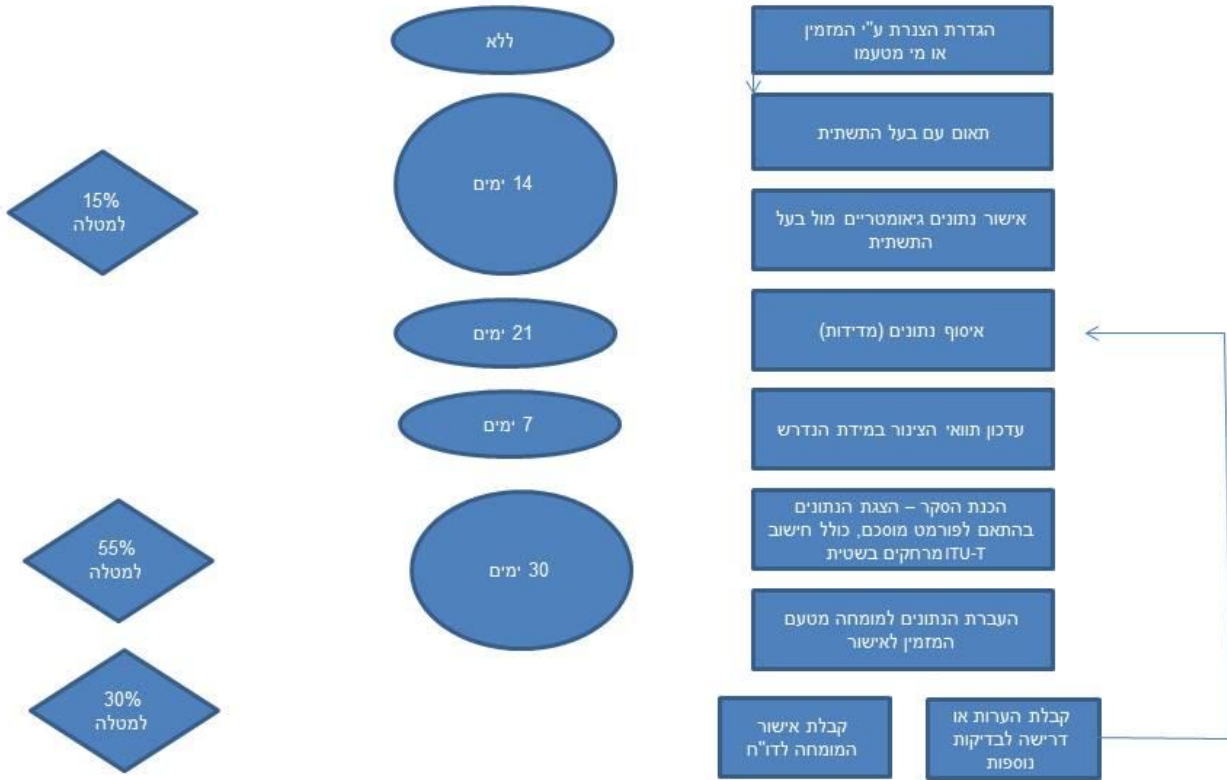 הגדרת הצנרת ע"י המזמין
או מי מטעמו
ללא
תאום עם בעל התשתית
14 ימים
15%
למטלה
אישור נתונים גיאומטריים מול בעל
התשתית
איסוף נתונים (מדידות)
21 ימים
עדכון תוואי הצינור במידת הנדרש
7 ימים
הכנת הסקר – הצגת הנתונים
בהתאם לפורמט מוסכם, כולל חישוב
מרחקים בשטית ITU-T
30 ימים
55%
למטלה
העברת הנתונים למומחה מטעם
המזמין לאישור
קבלת הערות או
דרישה לבדיקות
נוספות
קבלת אישור
המומחה לדו"ח
30%
למטלה